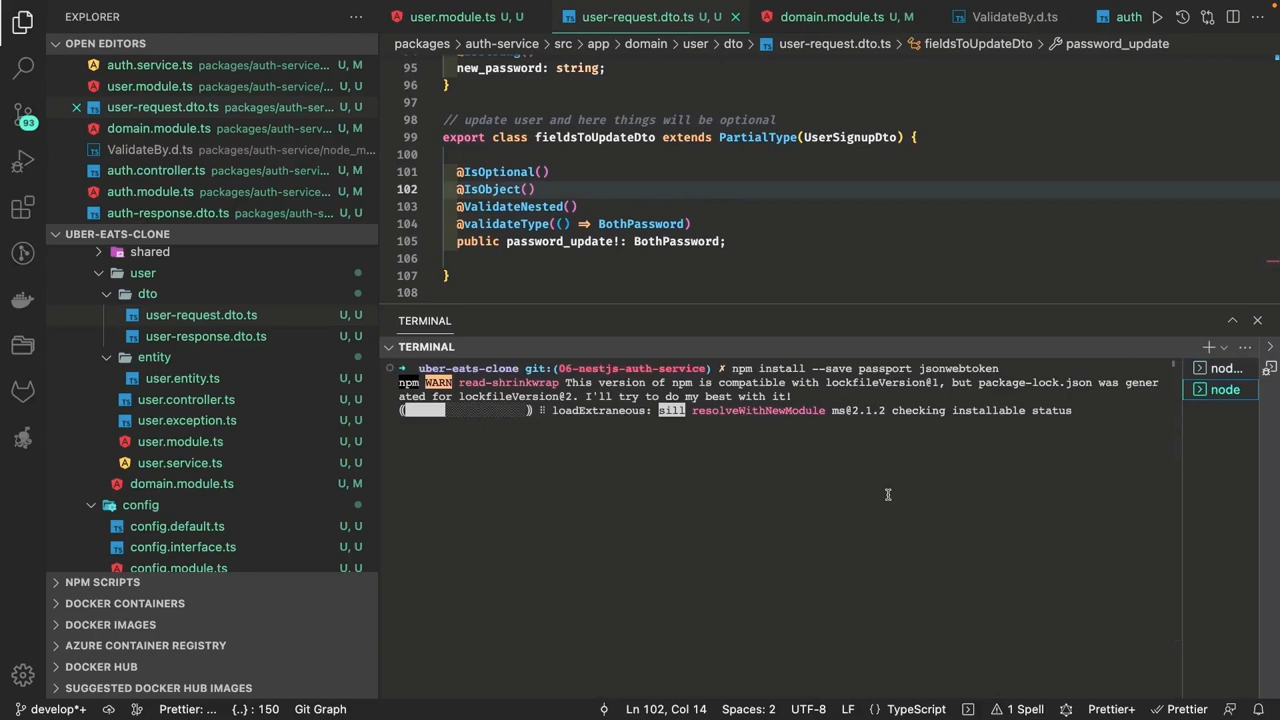 EXPLORER
OPEN EDITORS
auth.service.ts packages/auth-service... U, M
user.module.ts packages/auth-service... U, U
user-request.dto.ts packages/auth-ser... U, U
domain.module.ts packages/auth-serv... U, M
ValidateBy.d.ts packages/auth-service/node_m...
auth.controller.ts packages/auth-servi... U, M
auth.module.ts packages/auth-service... U, M
auth-response.dto.ts packages/auth-s... U, U
UBER-EATS-CLONE
shared
user
dto
user-request.dto.ts U, U
user-response.dto.ts U, U
entity
user.entity.ts U, U
user.controller.ts U, U
user.exception.ts U, U
user.module.ts U, U
user.service.ts U, U
domain.module.ts U, M
config
config.default.ts U, U
config.interface.ts U, U
config.module.ts U, U
NPM SCRIPTS
DOCKER CONTAINERS
DOCKER IMAGES
AZURE CONTAINER REGISTRY
DOCKER HUB
SUGGESTED DOCKER HUB IMAGES
93
user.module.ts U, U
user-request.dto.ts U, U
domain.module.ts U, M
ValidateBy.d.ts
auth
packages > auth-service > src > app > domain > user > dto > user-request.dto.ts > fieldsToUpdateDto > password_update
95 new_password: string;
96 }
97
98 // update user and here things will be optional
99 export class fieldsToUpdateDto extends PartialType(UserSignupDto) {
100
101 @IsOptional()
102 @IsObject()
103 @ValidateNested()
104 @validateType(() ⇒ BothPassword)
105 public password_update!: BothPassword;
106
107 }
108
TERMINAL
TERMINAL
➜ uber-eats-clone git:(06-nestjs-auth-service) ✗ npm install --save passport jsonwebtoken
npm WARN read-shrinkwrap This version of npm is compatible with lockfileVersion@1, but package-lock.json was gener
ated for lockfileVersion@2. I'll try to do my best with it!
loadExtraneous: sill resolveWithNewModule ms@2.1.2 checking installable status
nod...
node
develop*+ Prettier: ... {..} : 150 Git Graph Ln 102, Col 14 Spaces: 2 UTF-8 LF TypeScript 1 Spell Prettier+ Prettier